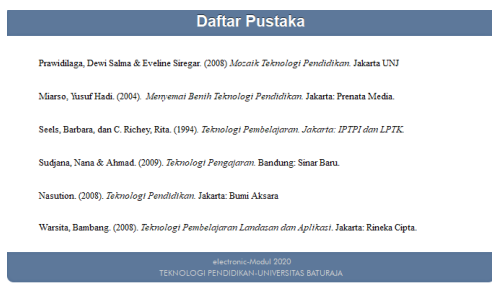 Daftar Pustaka
Prawidilaga, Dewi Salma & Eveline Siregar. (2008) Mozaik Teknologi Pendidikan. Jakarta UNJ
Miarso, Yusuf Hadi. (2004). Menyemai Benih Teknologi Pendidikan. Jakarta: Prenata Media.
Seels, Barbara, dan C. Richey, Rita. (1994). Teknologi Pembelajaran. Jakarta: IPTPI dan LPTK.
Sudjana, Nana & Ahmad. (2009). Teknologi Pengajaran. Bandung: Sinar Baru.
Nasution. (2008). Teknologi Pendidikan. Jakarta: Bumi Aksara
Warsita, Bambang. (2008). Teknologi Pembelajaran Landasan dan Aplikasi. Jakarta: Rineka Cipta.
electronic-Modul 2020
TEKNOLOGI PENDIDIKAN-UNIVERSITAS BATURAJA